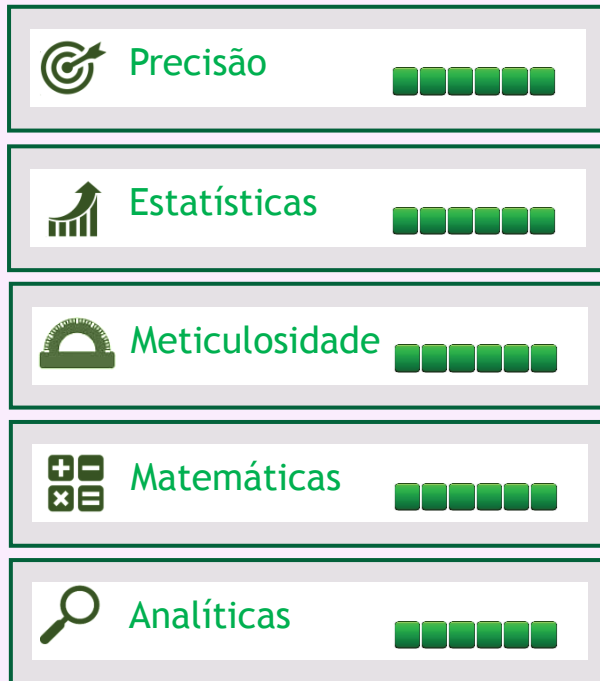 Precisão
Estatísticas
Meticulosidade
Matemáticas
Analíticas